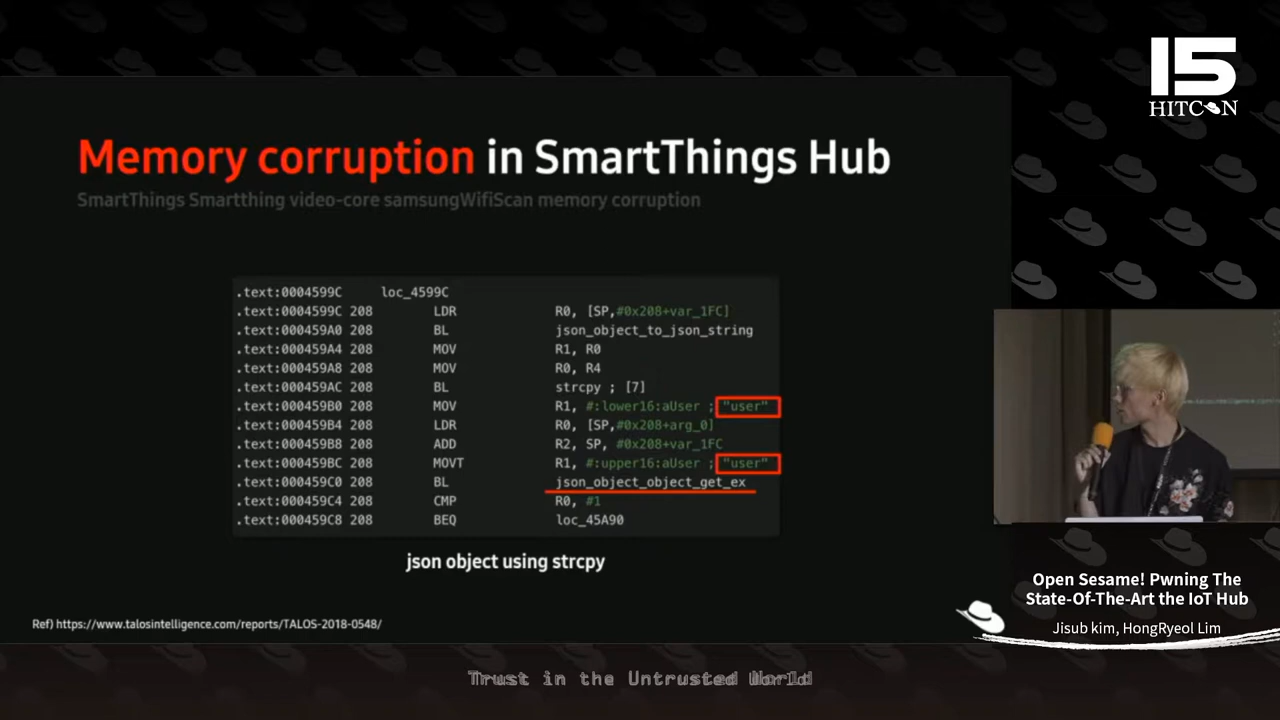 15
HITCON
Memory corruption in SmartThings Hub
SmartThings Smartthing video-core samsungWifiScan memory corruption
.text:0004599C loc_4599C
.text:0004599C 208 LDR R0, [SP,#0x208+var_1FC]
.text:000459A0 208 BL json_object_to_json_string
.text:000459A4 208 MOV R1, R0
.text:000459A8 208 MOV R0, R4
.text:000459AC 208 BL strcpy ; [7]
.text:000459B0 208 MOV R1, #:lower16:aUser ; "user"
.text:000459B4 208 LDR R0, [SP,#0x208+arg_0]
.text:000459B8 208 ADD R2, SP, #0x208+var_1FC
.text:000459BC 208 MOVT R1, #:upper16:aUser ; "user"
.text:000459C0 208 BL json_object_object_get_ex
.text:000459C4 208 CMP R0, #1
.text:000459C8 208 BEQ loc_45A90
json object using strcpy
Ref) https://www.talosintelligence.com/reports/TALOS-2018-0548/
Open Sesame! Pwning The
State-Of-The-Art the IoT Hub
Jisub kim, HongRyeol Lim
Trust in the Untrusted World